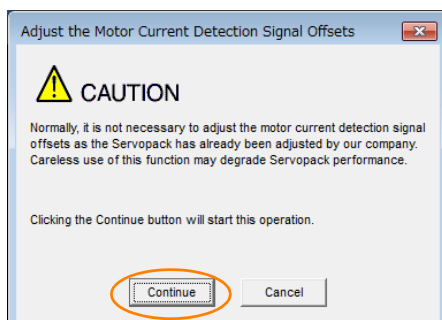 Adjust the Motor Current Detection Signal Offsets
CAUTION
Normally, it is not necessary to adjust the motor current detection signal
offsets as the Servopack has already been adjusted by our company.
Careless use of this function may degrade Servopack performance.
Clicking the Continue button will start this operation.
Continue
Cancel